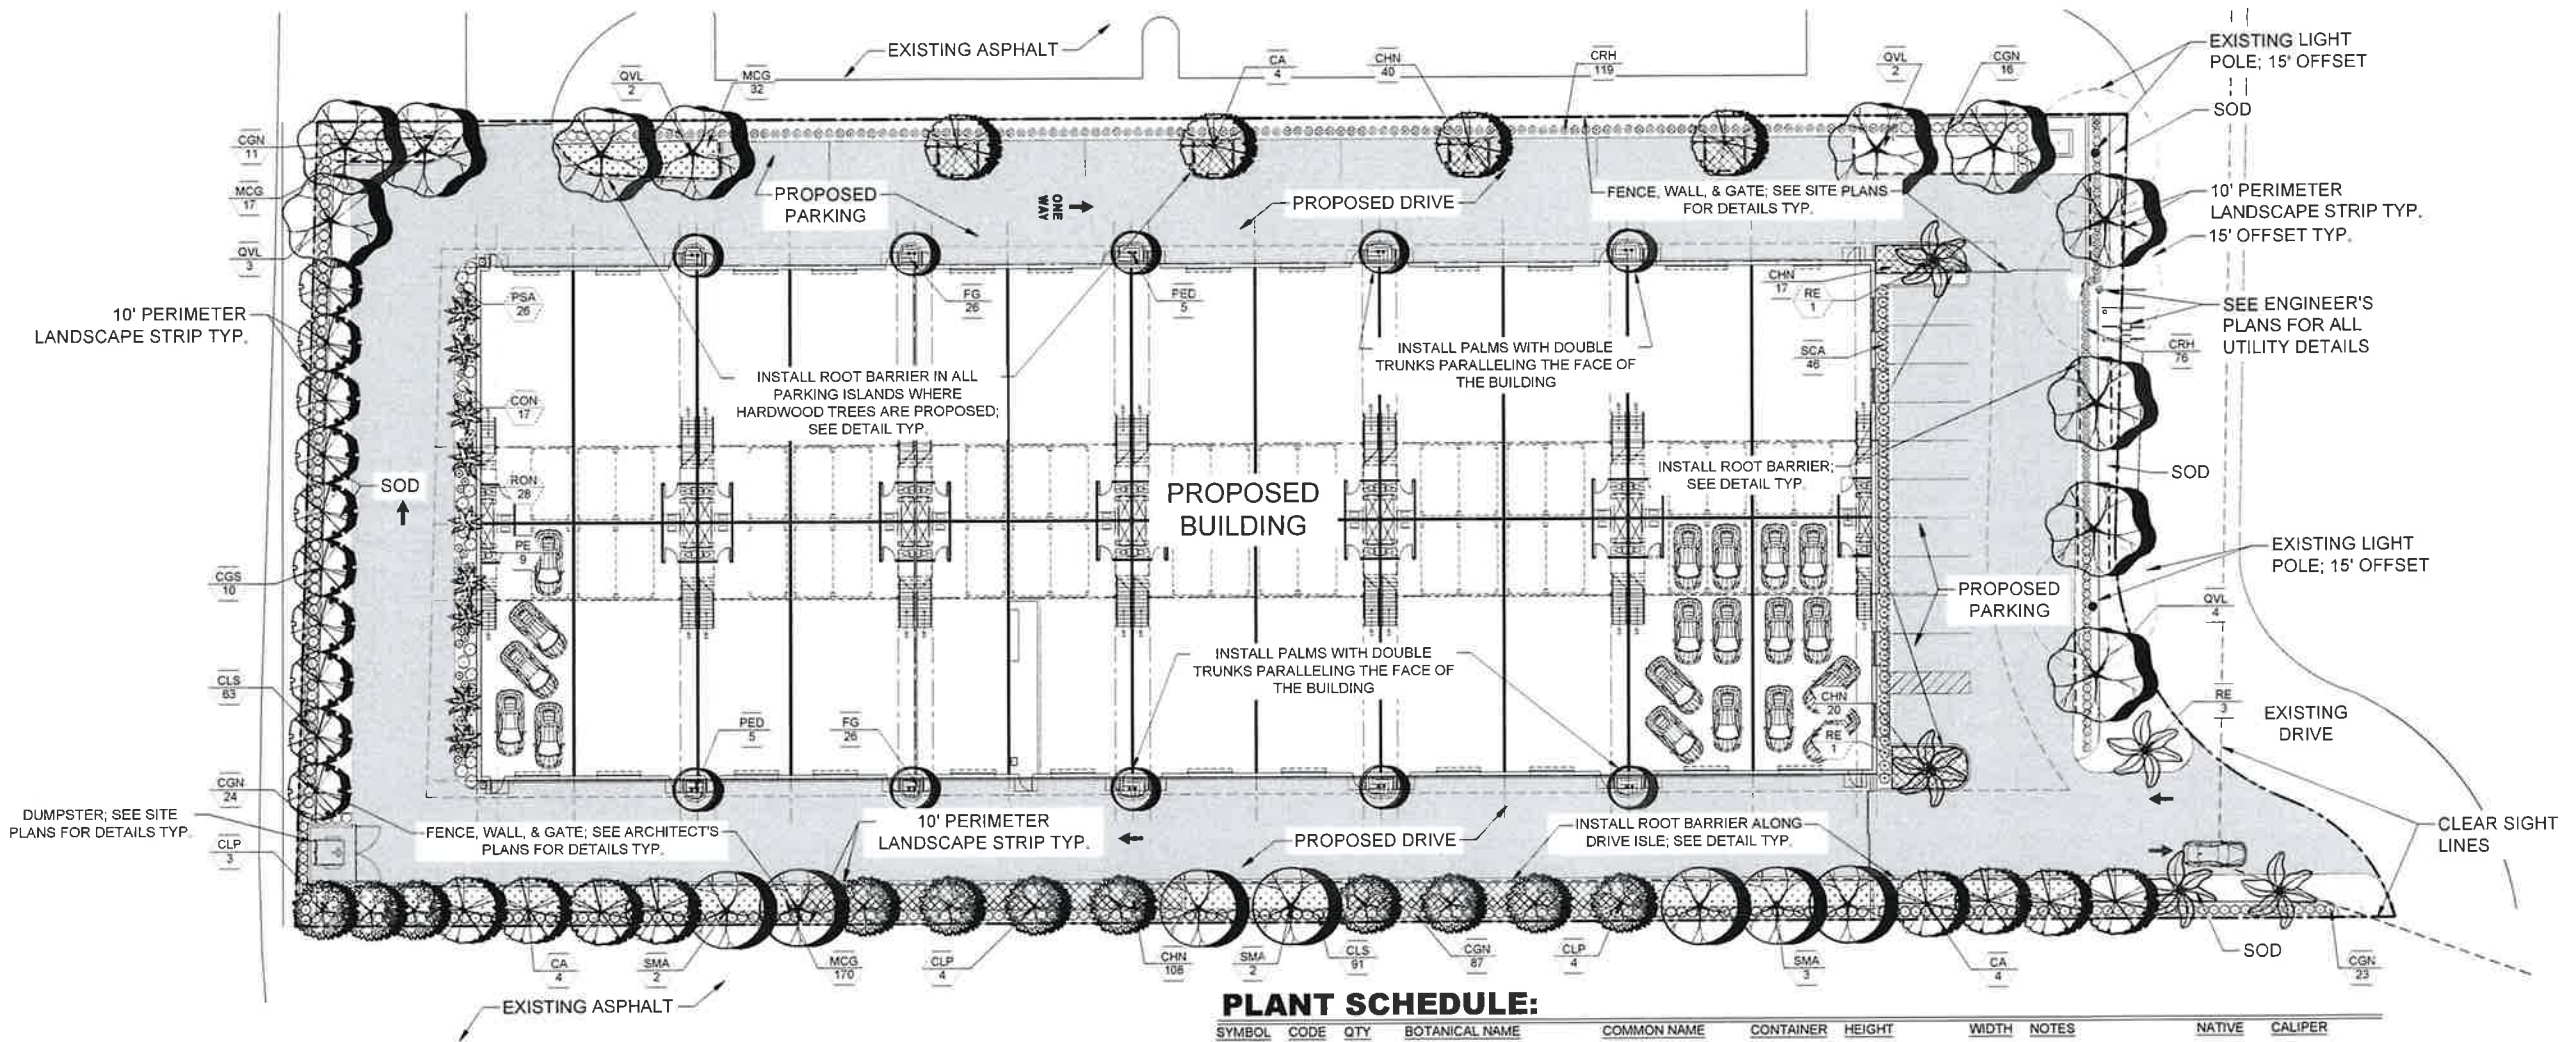 EXISTING ASPHALT
EXISTING LIGHT
POLE; 15' OFFSET
QVL
2
MCG
32
CA
4
CHN
40
CRH
119
QVL
2
CGN
16
SOD
CGN
11
MCG
17
QVL
3
PROPOSED
PARKING
ONE
WAY
PROPOSED DRIVE
FENCE, WALL, & GATE; SEE SITE PLANS
FOR DETAILS TYP.
10' PERIMETER
LANDSCAPE STRIP TYP.
15' OFFSET TYP.
PSA
26
FG
26
PED
5
CHN
17
RE
1
SEE ENGINEER'S
PLANS FOR ALL
UTILITY DETAILS
10' PERIMETER
LANDSCAPE STRIP TYP.
INSTALL ROOT BARRIER IN ALL
PARKING ISLANDS WHERE
HARDWOOD TREES ARE PROPOSED;
SEE DETAIL TYP.
INSTALL PALMS WITH DOUBLE
TRUNKS PARALLELING THE FACE OF
THE BUILDING
SCA
46
CRH
76
CON
17
SOD
RON
28
PROPOSED
BUILDING
INSTALL ROOT BARRIER;
SEE DETAIL TYP.
SOD
PE
9
EXISTING LIGHT
POLE; 15' OFFSET
CGS
10
PROPOSED
PARKING
QVL
4
CLS
63
INSTALL PALMS WITH DOUBLE
TRUNKS PARALLELING THE FACE OF
THE BUILDING
CHN
20
RE
1
RE
3
EXISTING
DRIVE
PED
5
FG
26
CGN
24
DUMPSTER; SEE SITE
PLANS FOR DETAILS TYP.
CLP
3
FENCE, WALL, & GATE; SEE ARCHITECT'S
PLANS FOR DETAILS TYP.
10' PERIMETER
LANDSCAPE STRIP TYP.
PROPOSED DRIVE
INSTALL ROOT BARRIER ALONG
DRIVE ISLE; SEE DETAIL TYP.
CLEAR SIGHT
LINES
CA
4
SMA
2
MCG
170
CLP
4
CHN
108
SMA
2
CLS
91
CGN
87
CLP
4
SMA
3
CA
4
SOD
CGN
23
EXISTING ASPHALT
PLANT SCHEDULE:
SYMBOL CODE QTY BOTANICAL NAME COMMON NAME CONTAINER HEIGHT WIDTH NOTES NATIVE CALIPER